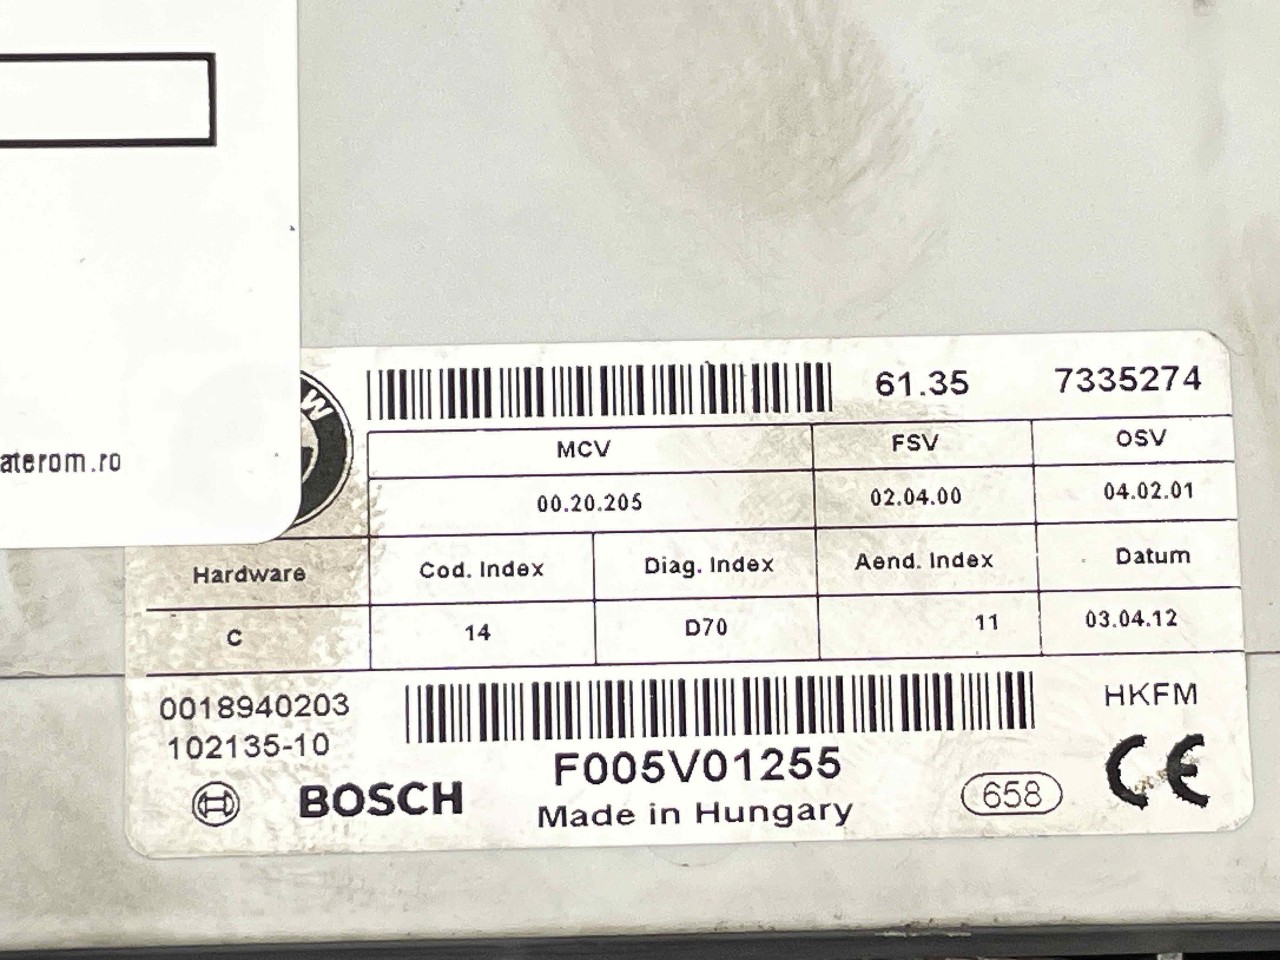 61.35 7335274
MCV FSV OSV
00.20.205 02.04.00 04.02.01
aterom.ro
Hardware Cod. Index Diag. Index Aend. Index Datum
C 14 D70 11 03.04.12
0018940203 HKFM
102135-10
F005V01255
BOSCH Made in Hungary 658 CE